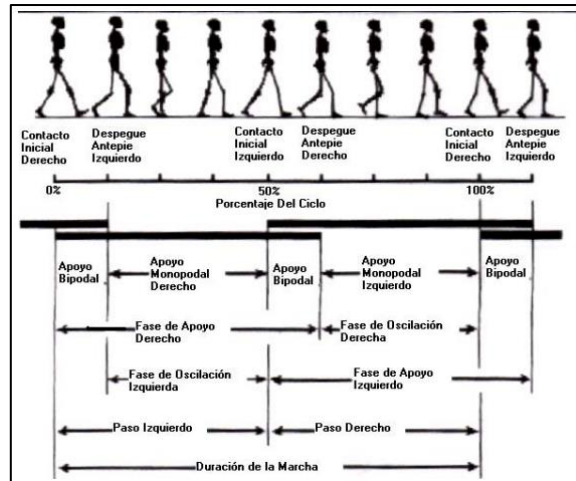 Contacto
Inicial
Derecho
Despegue
Antepie
Izquierdo
Contacto
Inicial
Izquierdo
Despegue
Antepie
Derecho
Contacto
Inicial
Derecho
Despegue
Antepie
Izquierdo
0%
50%
100%
Porcentaje Del Ciclo
Apoyo
Bipodal
Apoyo
Monopodal
Derecho
Apoyo
Bipodal
Apoyo
Monopodal
Izquierdo
Apoyo
Bipodal
Fase de Apoyo
Derecho
Fase de Oscilación
Derecha
Fase de Oscilación
Izquierda
Fase de Apoyo
Izquierdo
Paso Izquierdo
Paso Derecho
Duración de la Marcha